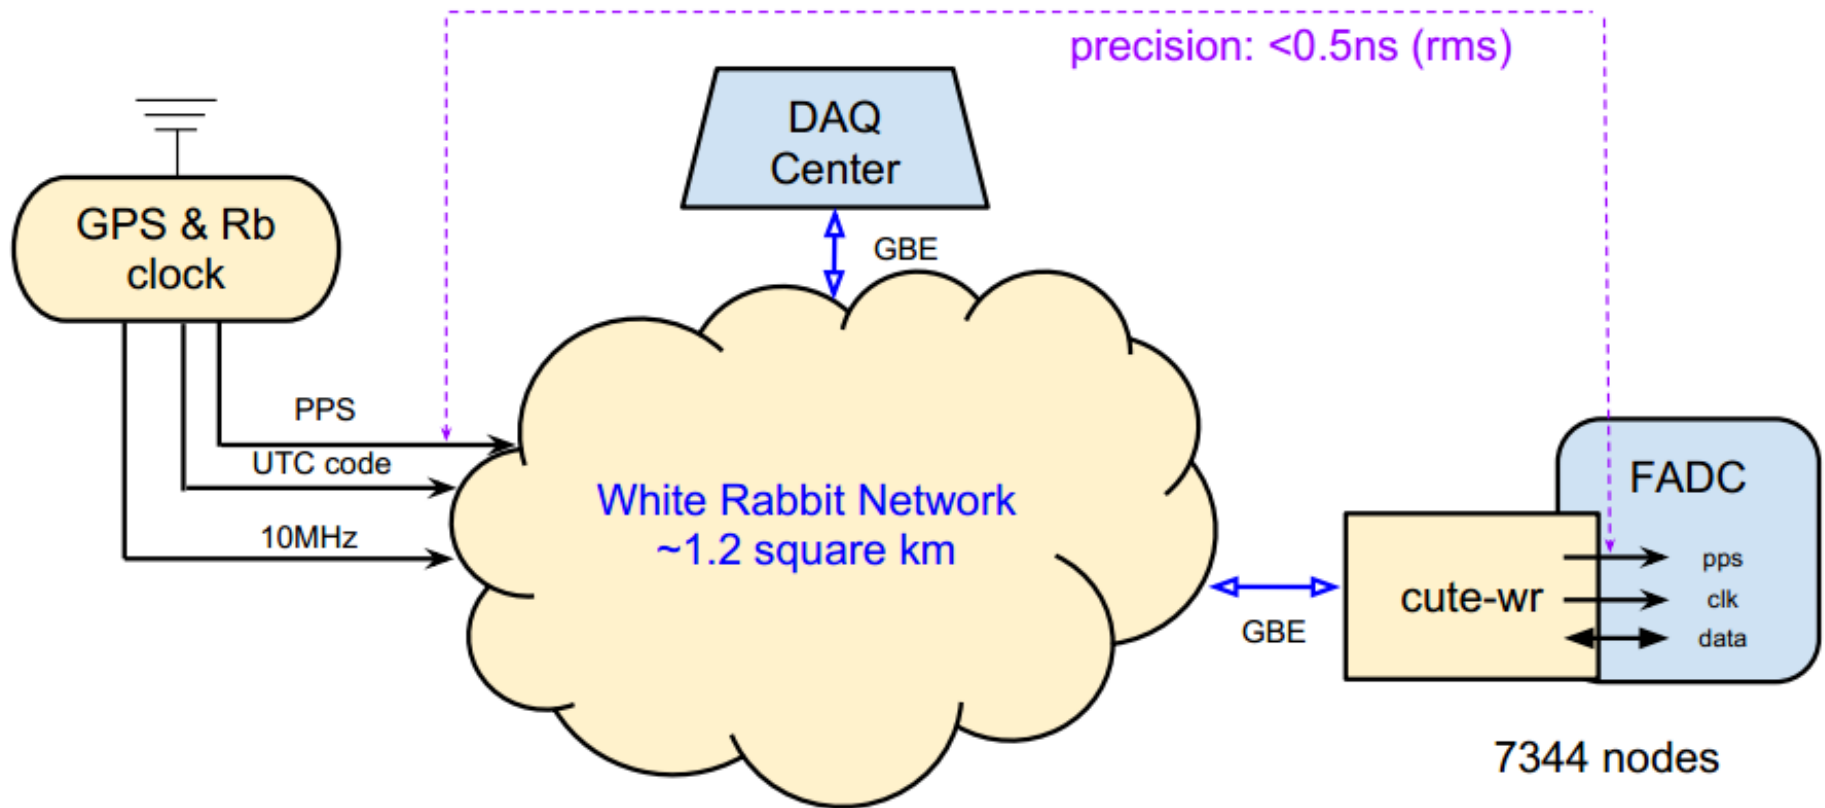 precision: <0.5ns (rms)
DAQ
Center
GBE
GPS & Rb
clock
PPS
UTC code
10MHz
White Rabbit Network
~1.2 square km
GBE
cute-wr
FADC
pps
clk
data
7344 nodes